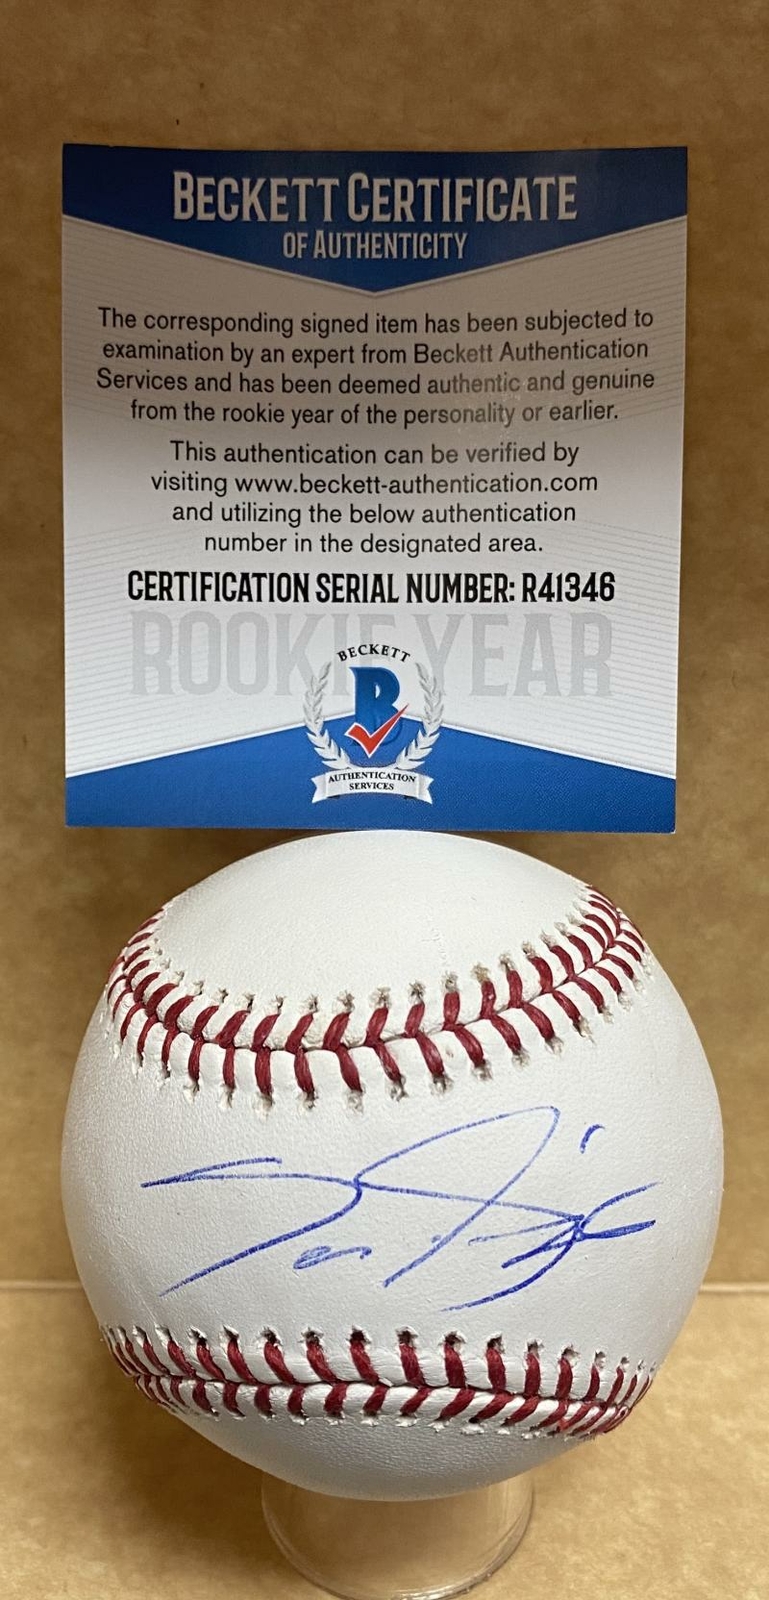 BECKETT CERTIFICATE
OF AUTHENTICITY
The corresponding signed item has been subjected to
examination by an expert from Beckett Authentication
Services and has been deemed authentic and genuine
from the rookie year of the personality or earlier.
This authentication can be verified by
visiting www.beckett-authentication.com
and utilizing the below authentication
number in the designated area.
CERTIFICATION SERIAL NUMBER: R41346
ROOKIE YEAR
BECKETT
B
AUTHENTICATION
SERVICES